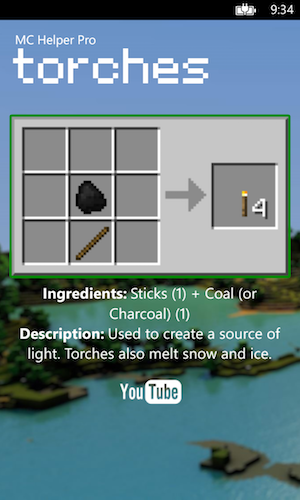 9:34
MC Helper Pro
torches
4
Ingredients: Sticks (1) + Coal (or
Charcoal) (1)
Description: Used to create a source of
light. Torches also melt snow and ice.
YouTube